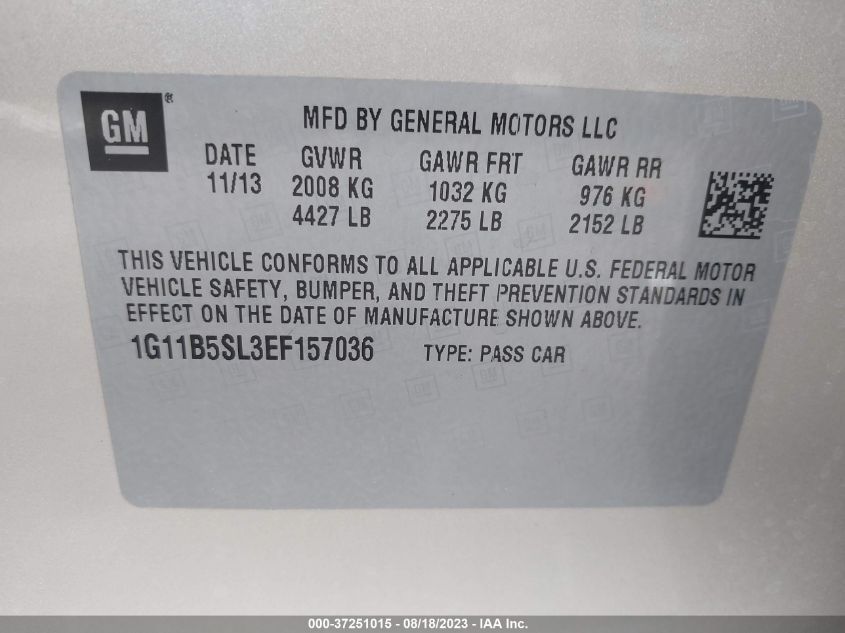 GM ®
MFD BY GENERAL MOTORS LLC
DATE GVWR GAWR FRT GAWR RR
11/13 2008 KG 1032 KG 976 KG
4427 LB 2275 LB 2152 LB
THIS VEHICLE CONFORMS TO ALL APPLICABLE U.S. FEDERAL MOTOR
VEHICLE SAFETY, BUMPER, AND THEFT PREVENTION STANDARDS IN
EFFECT ON THE DATE OF MANUFACTURE SHOWN ABOVE.
1G11B5SL3EF157036 TYPE: PASS CAR
000-37251015 - 08/18/2023 - IAA Inc.